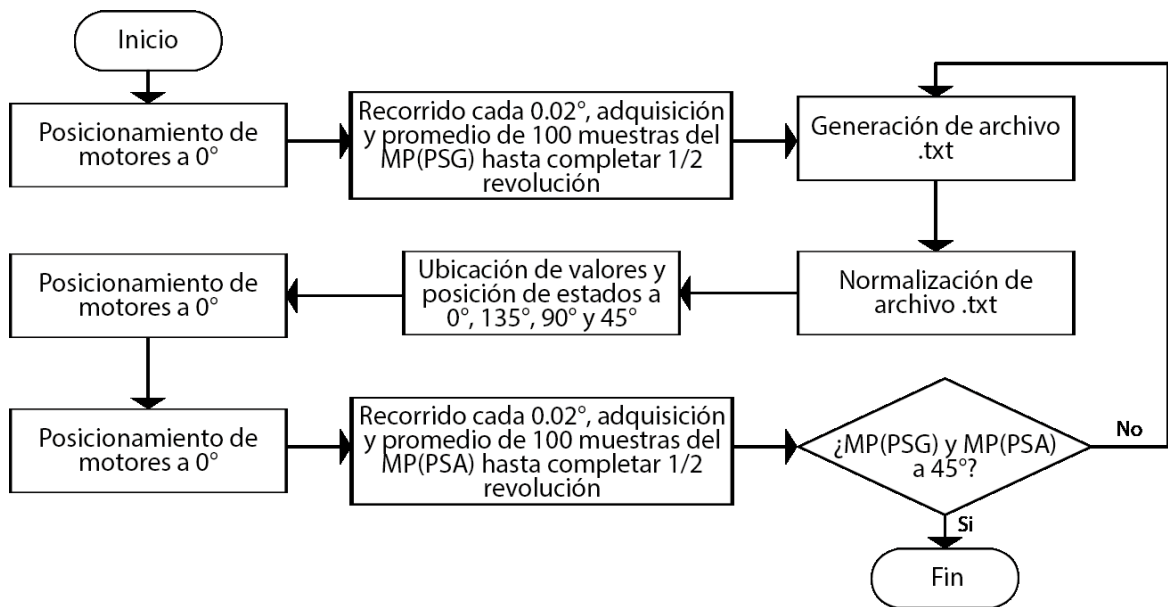 Inicio
Posicionamiento de
motores a 0°
Recorrido cada 0.02°, adquisición
y promedio de 100 muestras del
MP(PSG) hasta completar 1/2
revolución
Generación de archivo
.txt
Normalización de
archivo .txt
Ubicación de valores y
posición de estados a
0°, 135°, 90° y 45°
Posicionamiento de
motores a 0°
Posicionamiento de
motores a 0°
Recorrido cada 0.02°, adquisición
y promedio de 100 muestras del
MP(PSA) hasta completar 1/2
revolución
¿MP(PSG) y MP(PSA)
a 45°?
No
Si
Fin